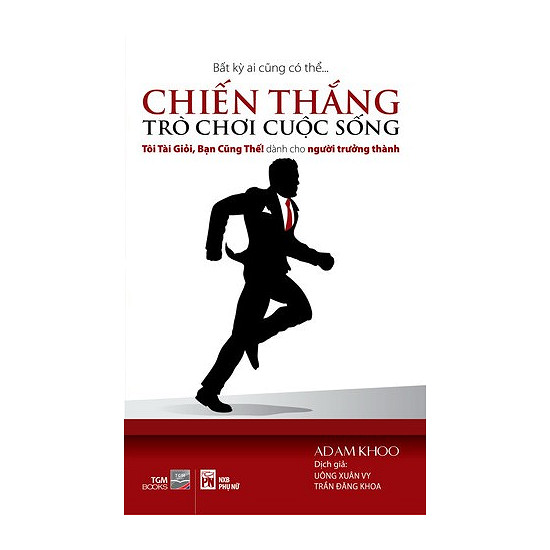 Bất kỳ ai cũng có thể...
CHIẾN THẮNG
TRÒ CHƠI CUỘC SỐNG
Tôi Tài Giỏi, Bạn Cũng Thế! dành cho người trưởng thành
ADAM KHOO
Dịch giả:
UÔNG XUÂN VY
TRẦN ĐĂNG KHOA
TGM
BOOKS
TGM
PN
NXB
PHỤ NỮ